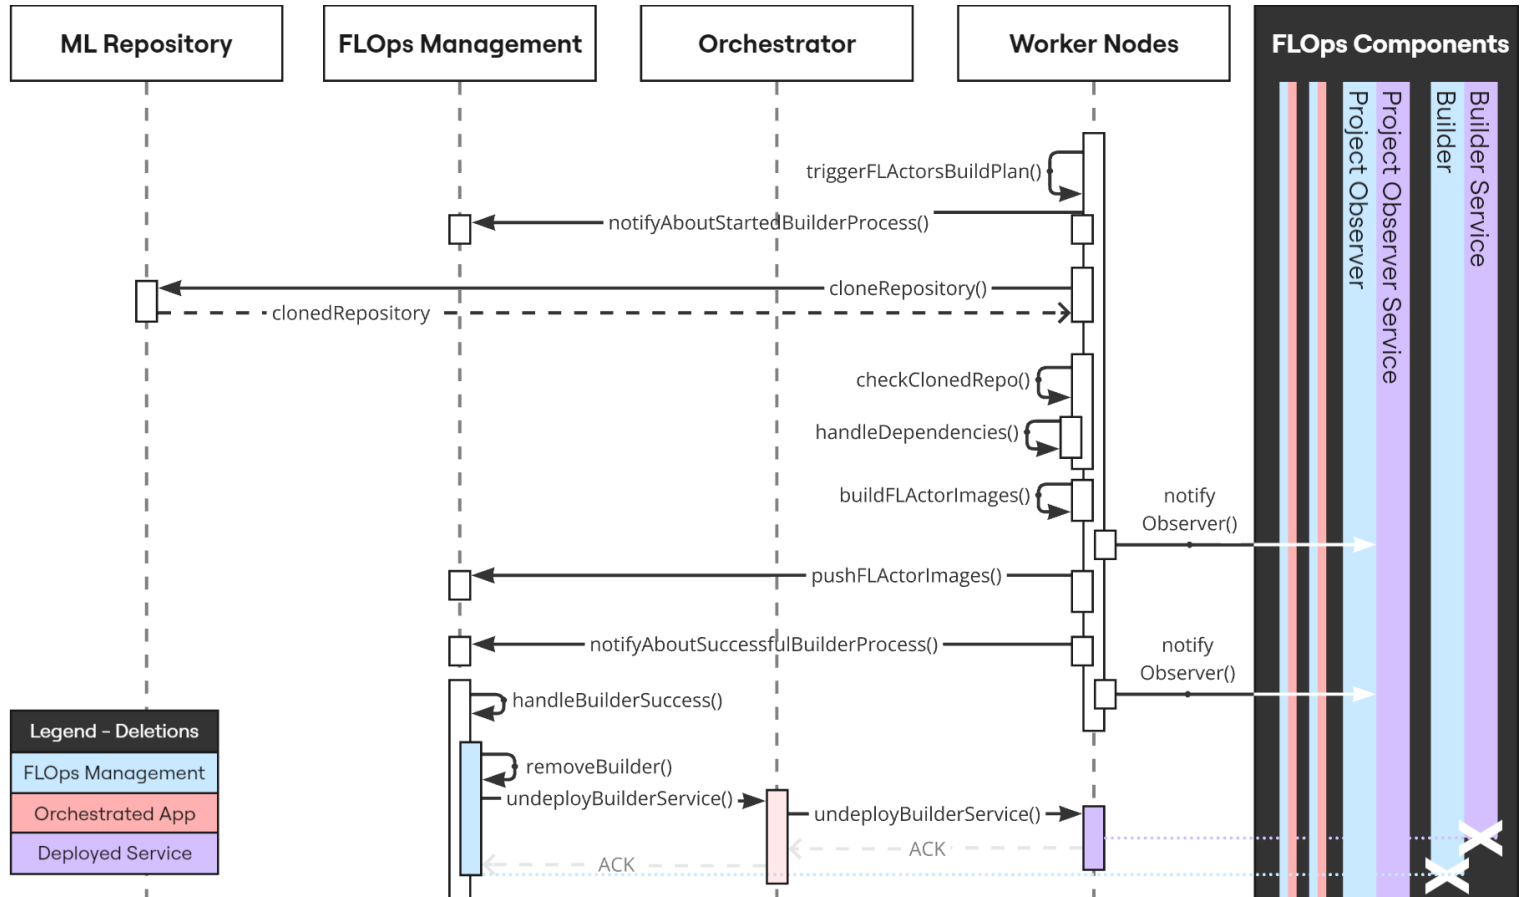 ML Repository
FLOps Management
Orchestrator
Worker Nodes
FLOps Components
Project Observer
Project Observer Service
Builder
Builder Service
triggerFLActorsBuildPlan()
notifyAboutStartedBuilderProcess()
cloneRepository()
clonedRepository
checkClonedRepo()
handleDependencies()
buildFLActorImages()
notify
Observer()
pushFLActorImages()
notifyAboutSuccessfulBuilderProcess()
notify
Observer()
handleBuilderSuccess()
removeBuilder()
undeployBuilderService()
undeployBuilderService()
ACK
ACK
Legend - Deletions
FLOps Management
Orchestrated App
Deployed Service